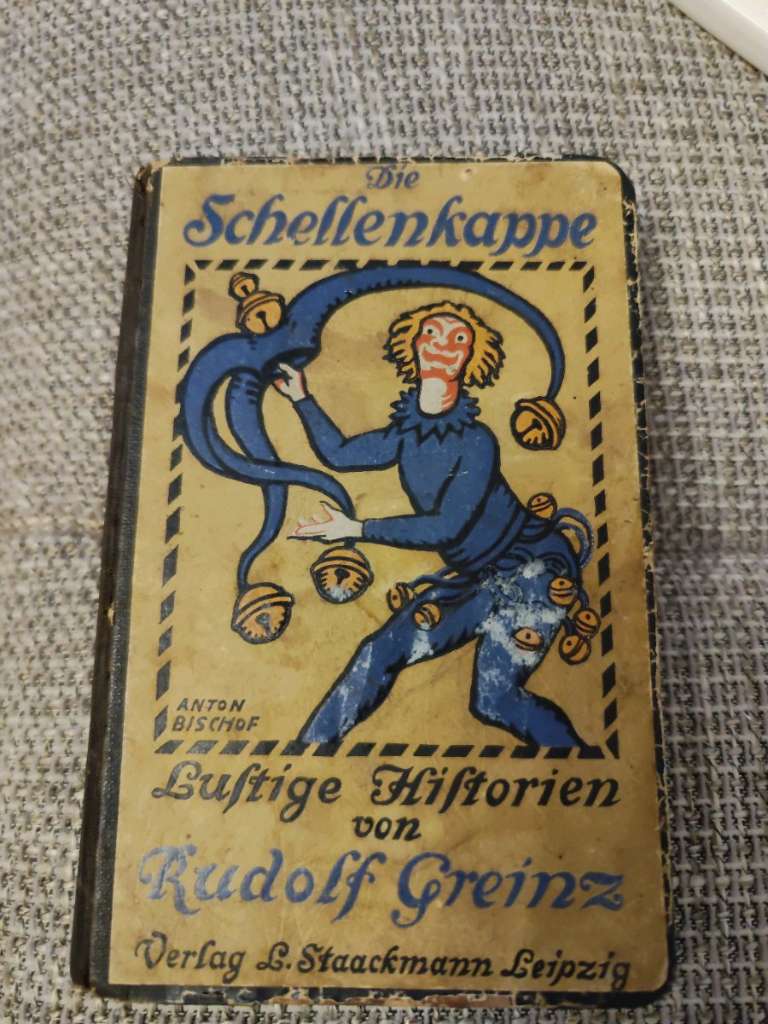 Die
Schellenkappe
ANTON
BISCHOF
Luſtige Hiſtorien
von
Rudolf Greinz
Verlag L. Staackmann Leipzig